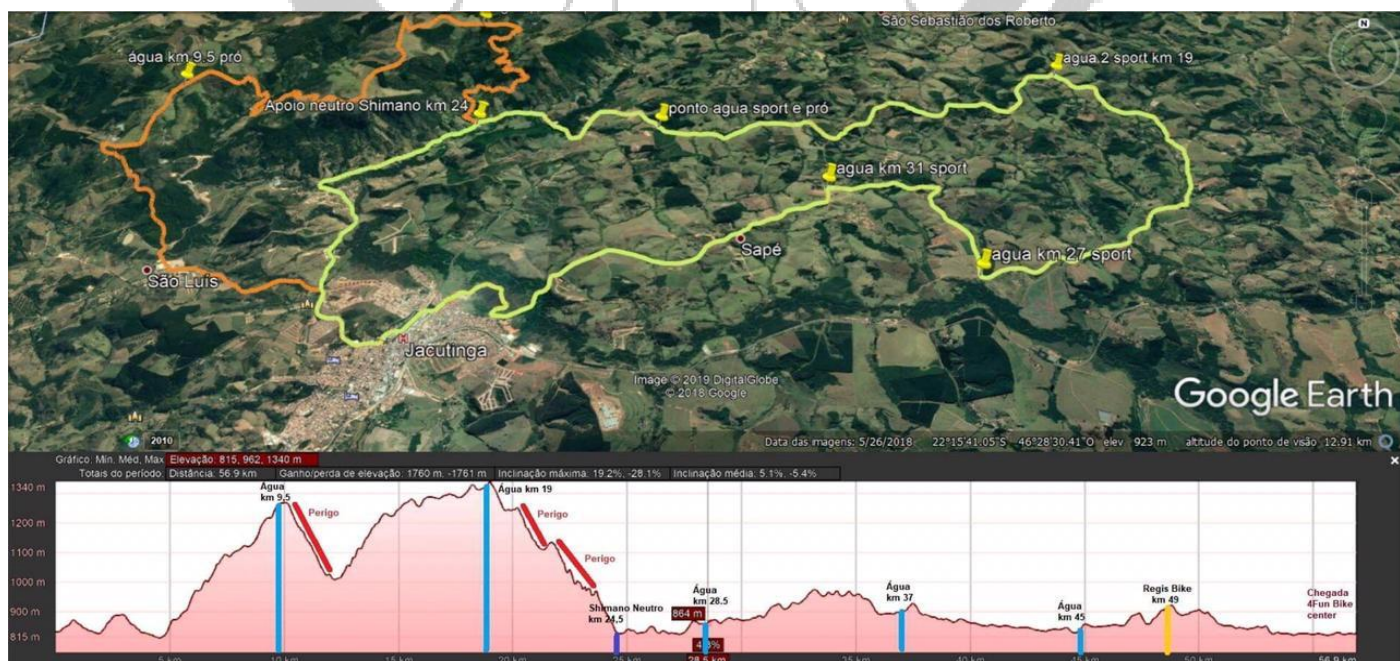 São Sebastião dos Roberto
N
água km 9.5 pró
agua 2 sport km 19
Apoio neutro Shimano km 24
ponto agua sport e pró
agua km 31 sport
Sapé
agua km 27 sport
São Luís
Jacutinga
Image © 2019 DigitalGlobe
© 2018 Google
Google Earth
2010
Data das imagens: 5/26/2018 22°15'41.05"S 46°28'30.41"O elev 923 m altitude do ponto de visão 12.91 km
Gráfico: Mín, Méd, Máx Elevação: 815, 962, 1340 m
Totais do período: Distância: 56.9 km Ganho/perda de elevação: 1760 m, -1761 m Inclinação máxima: 19.2%, -28.1% Inclinação média: 5.1%, -5.4%
1340 m
1200 m
1000 m
900 m
815 m
Água
km 9,5
Perigo
Água km 19
Perigo
Perigo
Shimano Neutro
km 24,5
Água
km 28.5
864 m
Água
km 37
Água
km 45
Regis Bike
km 49
Chegada
4Fun Bike
center
5 km 10 km 15 km 20 km 25 km 28.5 km 35 km 40 km 45 km 50 km 56.9 km